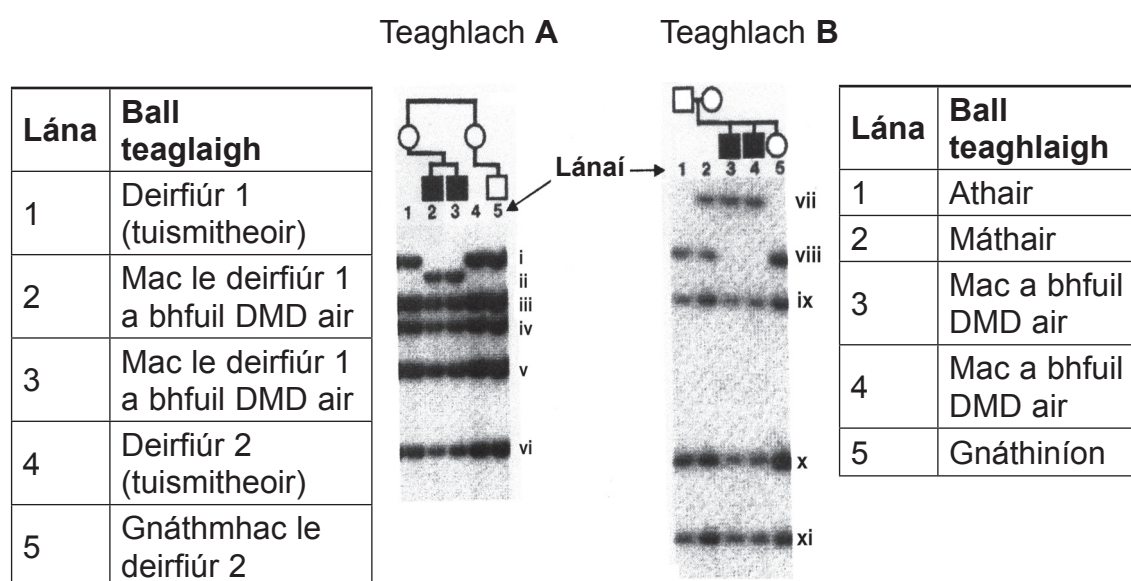 Teaghlach A
Teaghlach B
Lána
Ball
teaglaigh
1
Deirfiúr 1
(tuismitheoir)
2
Mac le deirfiúr 1
a bhfuil DMD air
3
Mac le deirfiúr 1
a bhfuil DMD air
4
Deirfiúr 2
(tuismitheoir)
5
Gnáthmhac le
deirfiúr 2
1 2 3 4 5
i
ii
iii
iv
v
vi
Lánaí
1 2 3 4 5
vii
viii
ix
x
xi
Lána
Ball
teaghlaigh
1
Athair
2
Máthair
3
Mac a bhfuil
DMD air
4
Mac a bhfuil
DMD air
5
Gnáthiníon